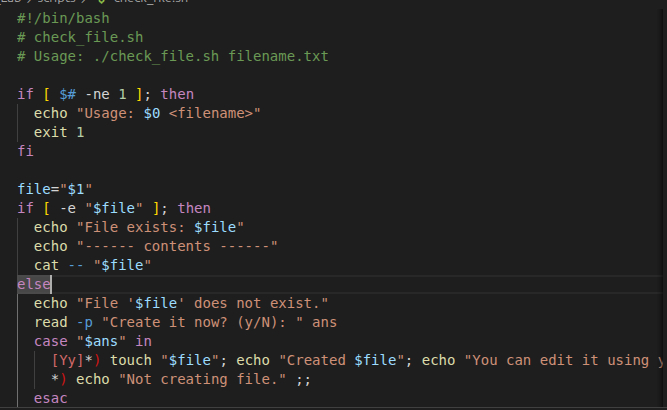 scripts
check_file.sh
#!/bin/bash
# check_file.sh
# Usage: ./check_file.sh filename.txt
if [ $# -ne 1 ]; then
echo "Usage: $0 <filename>"
exit 1
fi
file="$1"
if [ -e "$file" ]; then
echo "File exists: $file"
echo "------ contents ------"
cat -- "$file"
else
echo "File '$file' does not exist."
read -p "Create it now? (y/N): " ans
case "$ans" in
[Yy]*) touch "$file"; echo "Created $file"; echo "You can edit it using
*) echo "Not creating file." ;;
esac